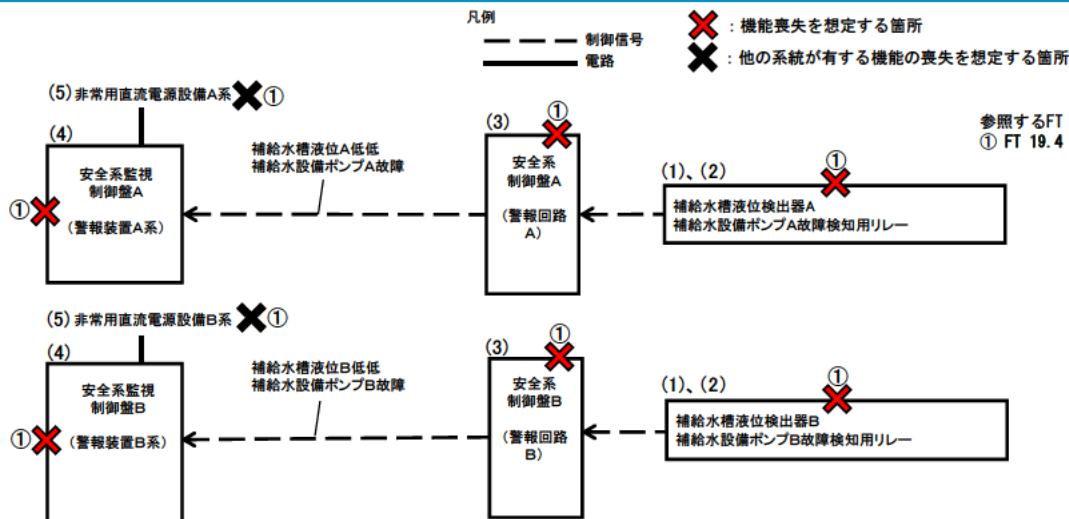 凡例
制御信号
電路
：機能喪失を想定する箇所
：他の系統が有する機能の喪失を想定する箇所
参照するFT
① FT 19.4
(5) 非常用直流電源設備A系
①
(4)
安全系監視
制御盤A
(警報装置A系)
①
補給水槽液位A低低
補給水設備ポンプA故障
(3)
①
安全系
制御盤A
(警報回路
A)
(1)、(2)
①
補給水槽液位検出器A
補給水設備ポンプA故障検知用リレー
(5) 非常用直流電源設備B系
①
(4)
安全系監視
制御盤B
(警報装置B系)
①
補給水槽液位B低低
補給水設備ポンプB故障
(3)
①
安全系
制御盤B
(警報回路
B)
(1)、(2)
①
補給水槽液位検出器B
補給水設備ポンプB故障検知用リレー